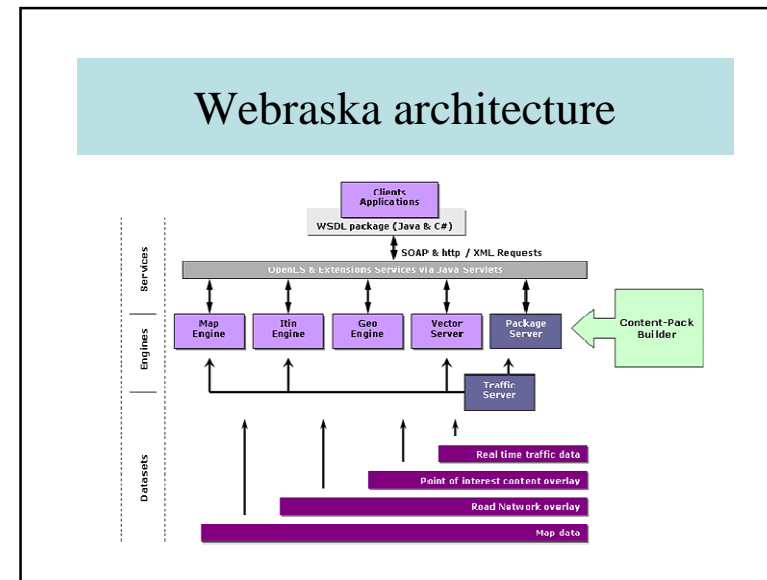 Webraska architecture
Clients
Applications
WSDL package (Java & C#)
SOAP & http / XML Requests
OpenLS & Extensions Services via Java Servlets
Services
Map
Engine
Itin
Engine
Geo
Engine
Vector
Server
Package
Server
Content-Pack
Builder
Engines
Traffic
Server
Datasets
Real time traffic data
Point of interest content overlay
Road Network overlay
Map data